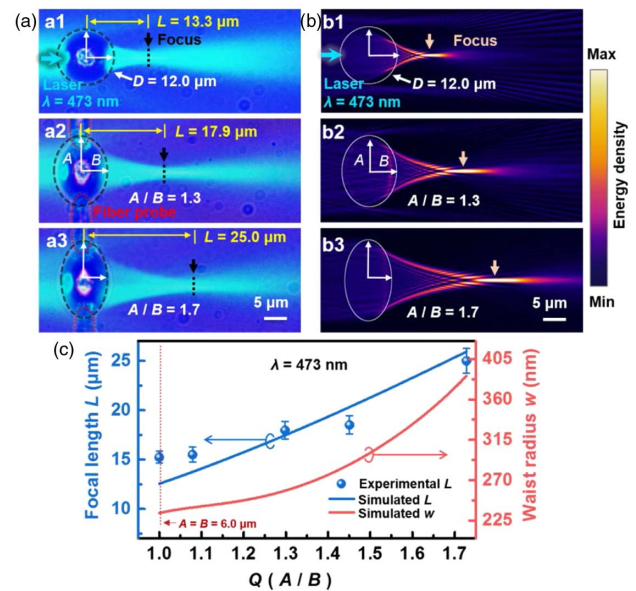 (a)
a1
L = 13.3 μm
Focus
D = 12.0 μm
Laser
λ = 473 nm
a2
L = 17.9 μm
A
B
A / B = 1.3
Fiber probe
a3
L = 25.0 μm
A / B = 1.7
5 μm
(b)
b1
Focus
D = 12.0 μm
Laser
λ = 473 nm
b2
A
B
A / B = 1.3
b3
A / B = 1.7
5 μm
Max
Energy density
Min
(c)
λ = 473 nm
Focal length L (μm)
25
20
15
10
Waist radius w (nm)
405
360
315
270
225
Experimental L
Simulated L
Simulated w
A = B = 6.0 μm
1.0 1.1 1.2 1.3 1.4 1.5 1.6 1.7
Q ( A / B )